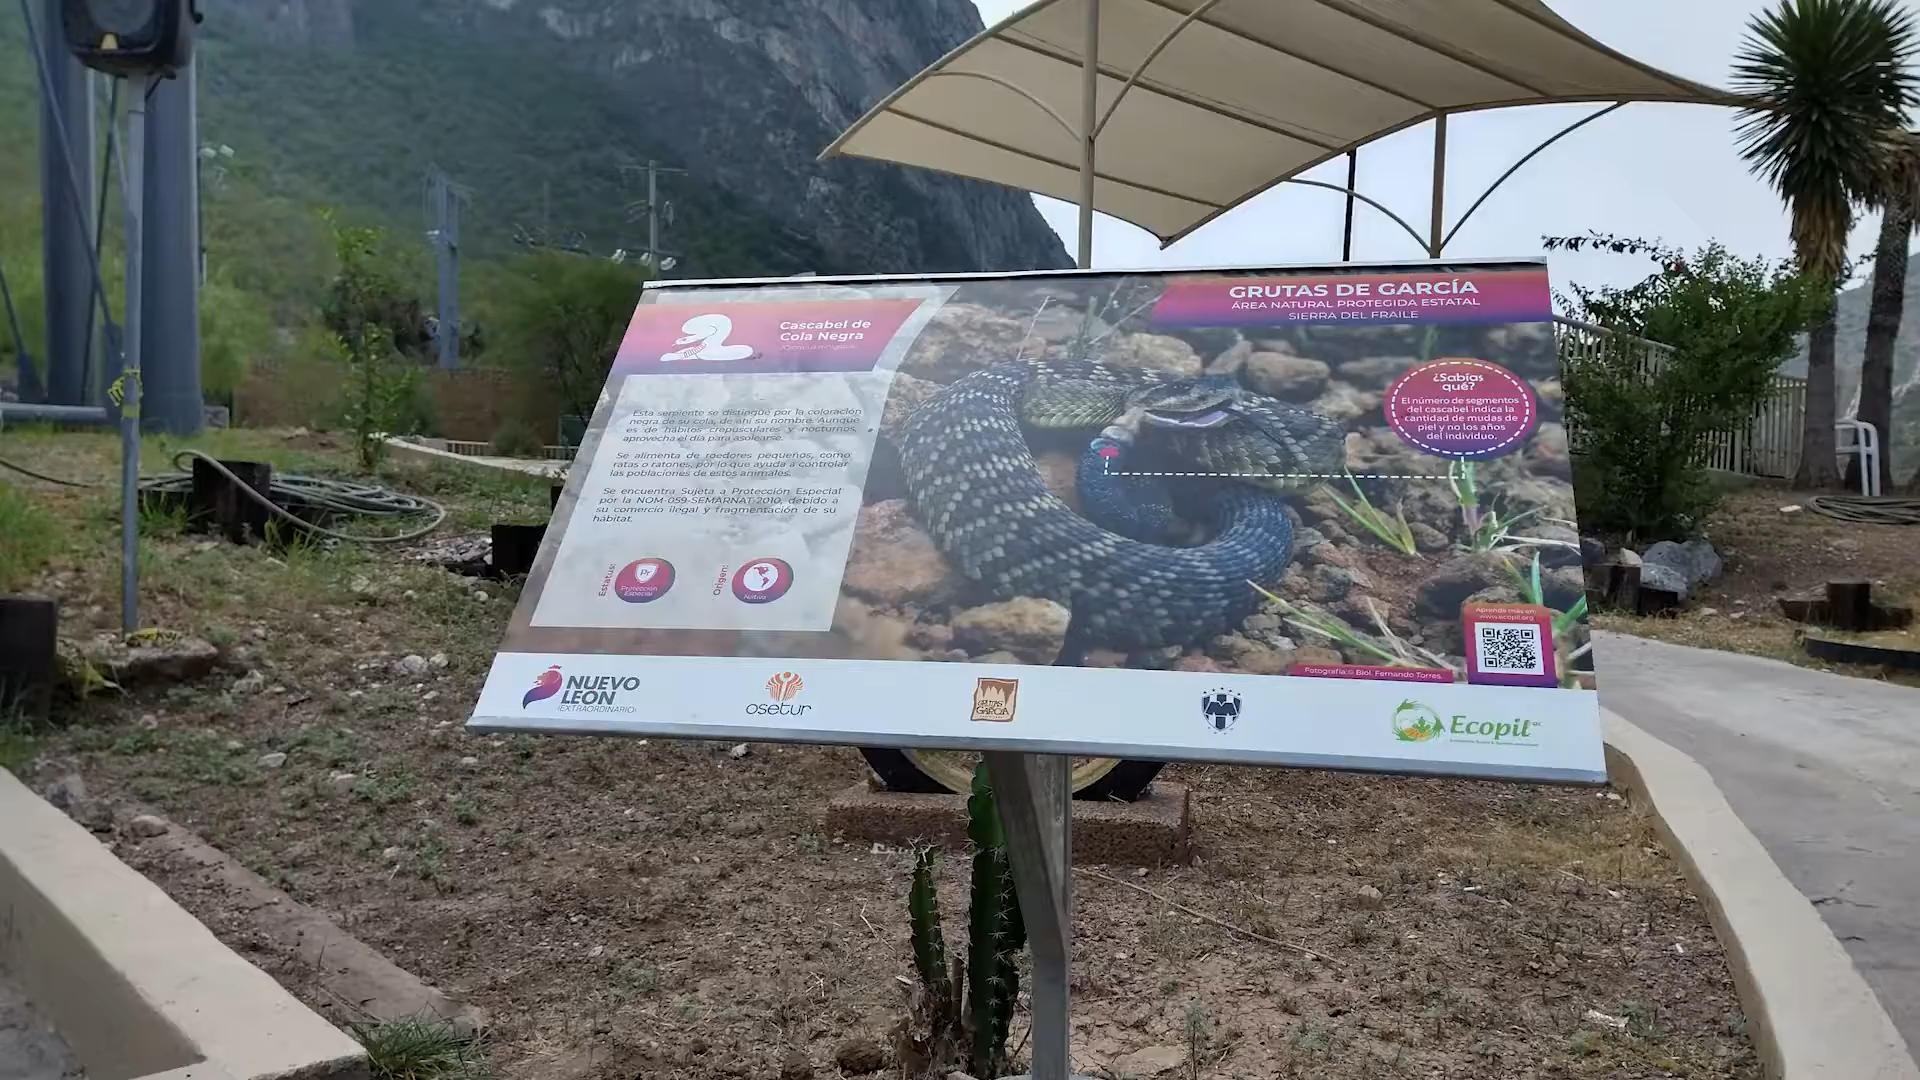 GRUTAS DE GARCÍA
ÁREA NATURAL PROTEGIDA ESTATAL
SIERRA DEL FRAILE
Cascabel de
Cola Negra
Esta serpiente se distingue por la coloración
negra de su cola, de ahí su nombre. Aunque
es de hábitos crepusculares y nocturnos,
aprovecha el día para asolearse.
Se alimenta de roedores pequeños, como
ratas o ratones, por lo que ayuda a controlar
las poblaciones de estos animales.
Se encuentra Sujeta a Protección Especial
por la NOM-059-SEMARNAT-2010, debido a
su comercio ilegal y fragmentación de su
hábitat.
Estatus:
Pr
Protección
Especial
Origen:
Nativa
¿Sabías
qué?
El número de segmentos
del cascabel indica la
cantidad de mudas de
piel y no los años
del individuo.
Aprende más en:
www.ecopil.org
Fotografía:© Biol. Fernando Torres.
NUEVO
LEÓN
EXTRAORDINARIO
osetur
GRUTAS
GARCÍA
Ecopil